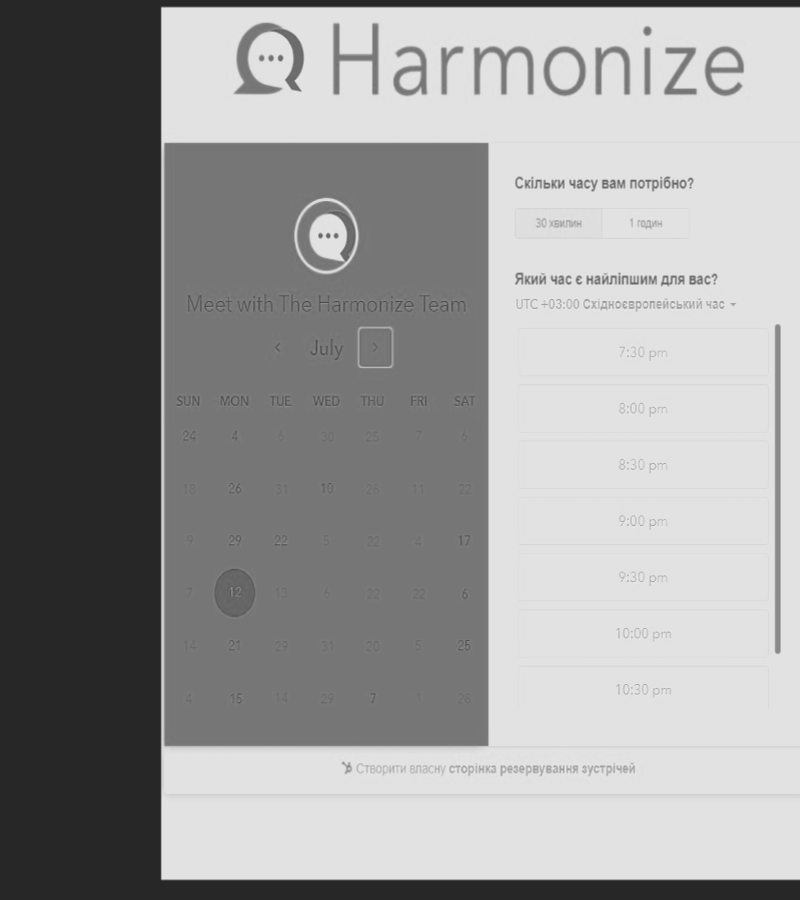 Harmonize
Meet with The Harmonize Team
July
SUN MON TUE WED THU FRI SAT
24 4 6 30 25 7 6
18 26 31 10 26 11 22
9 29 22 5 22 4 17
7 12 13 6 22 22 6
14 21 29 31 20 5 25
4 15 14 29 7 1 26
Скільки часу вам потрібно?
30 хвилин 1 годин
Який час є найліпшим для вас?
UTC +03:00 Східноєвропейський час
7:30 pm
8:00 pm
8:30 pm
9:00 pm
9:30 pm
10:00 pm
10:30 pm
Створити власну сторінка резервування зустрічей